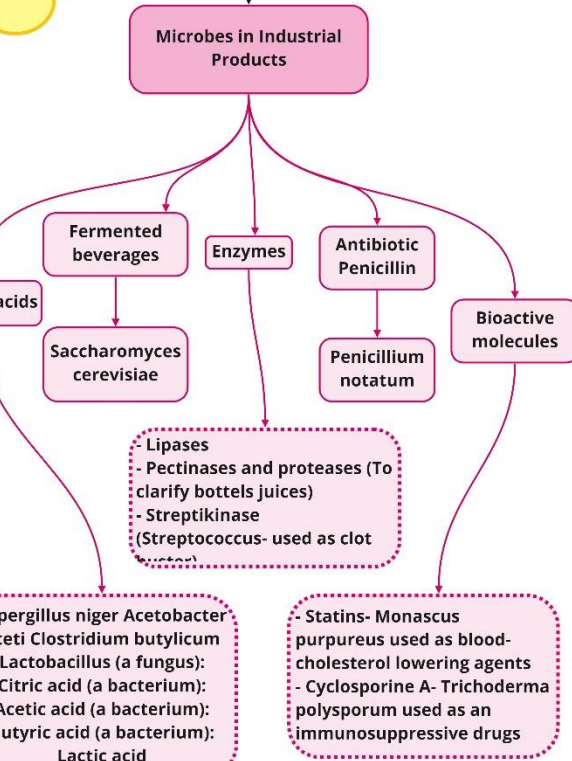 Microbes in Industrial
Products
Fermented
beverages
Enzymes
Antibiotic
Penicillin
acids
Bioactive
molecules
Saccharomyces
cerevisiae
Penicillium
notatum
- Lipases
- Pectinases and proteases (To
clarify bottels juices)
- Streptikinase
(Streptococcus- used as clot
buster)
pergillus niger Acetobacter
eti Clostridium butylicum
Lactobacillus (a fungus):
Citric acid (a bacterium):
Acetic acid (a bacterium):
utyric acid (a bacterium):
Lactic acid
- Statins- Monascus
purpureus used as blood-
cholesterol lowering agents
- Cyclosporine A- Trichoderma
polysporum used as an
immunosuppressive drugs